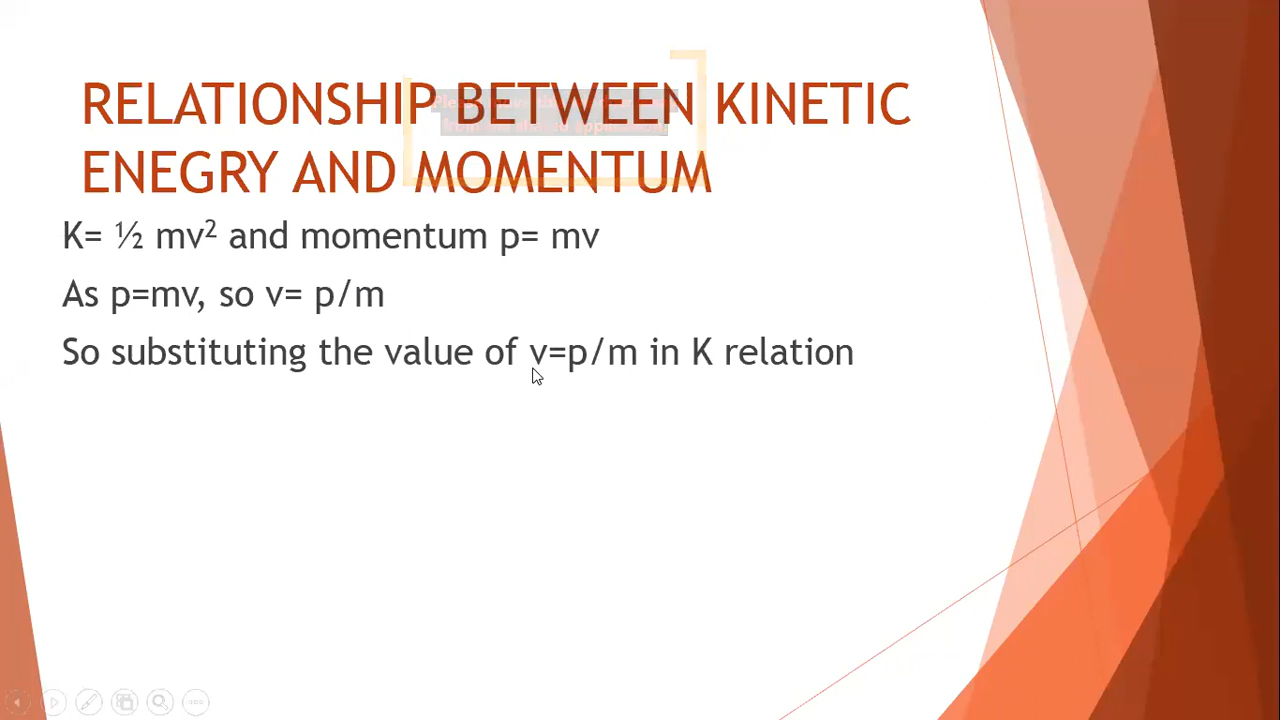 RELATIONSHIP BETWEEN KINETIC
ENEGRY AND MOMENTUM
K= ½ mv² and momentum p= mv
As p=mv, so v= p/m
So substituting the value of v=p/m in K relation